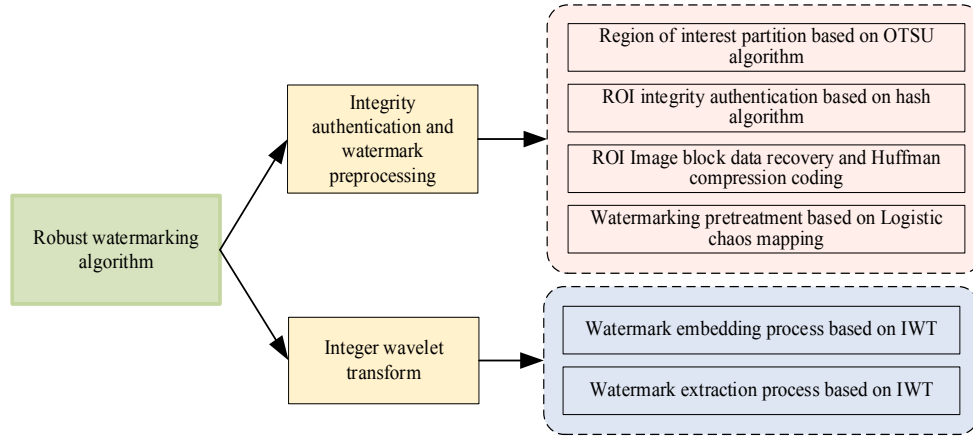 Robust watermarking
algorithm
Integrity
authentication and
watermark
preprocessing
Integer wavelet
transform
Region of interest partition based on OTSU
algorithm
ROI integrity authentication based on hash
algorithm
ROI Image block data recovery and Huffman
compression coding
Watermarking pretreatment based on Logistic
chaos mapping
Watermark embedding process based on IWT
Watermark extraction process based on IWT